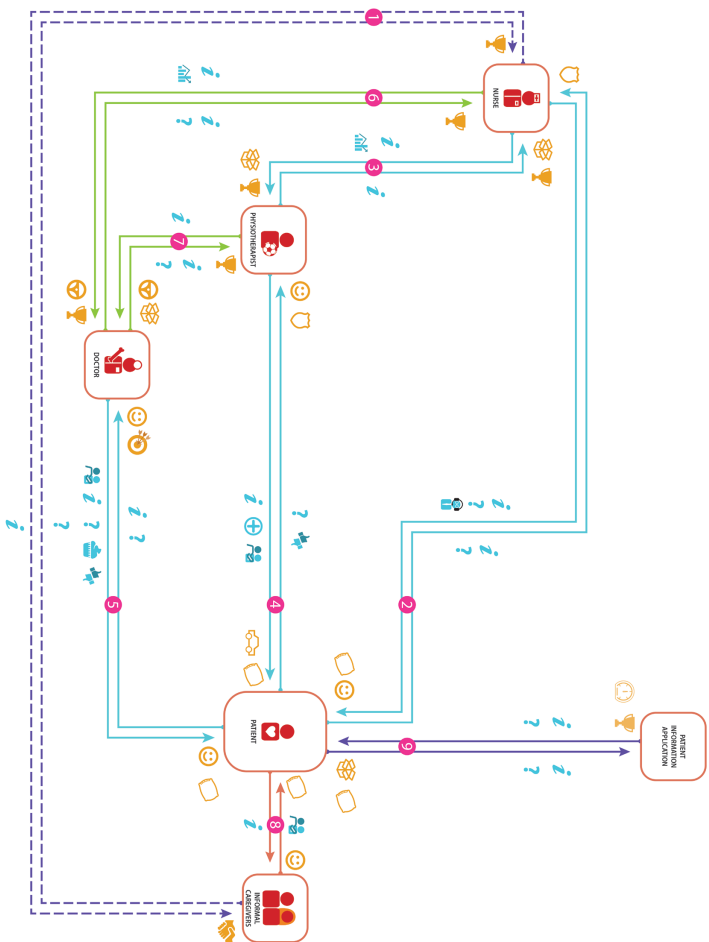 1
NURSE
6
3
PHYSIOTHERAPIST
7
DOCTOR
i
i
?
i
i
i
i
?
i
i
?
i
?
i
?
i
?
i
?
i
?
i
?
5
4
2
PATIENT
9
PATIENT
INFORMATION
APPLICATION
i
?
i
?
8
i
INFORMAL
CAREGIVERS